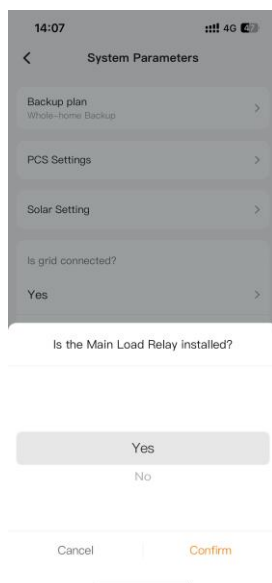 14:07
4G 47
System Parameters
Backup plan
Whole-home Backup
PCS Settings
Solar Setting
Is grid connected?
Yes
Is the Main Load Relay installed?
Yes
No
Cancel
Confirm